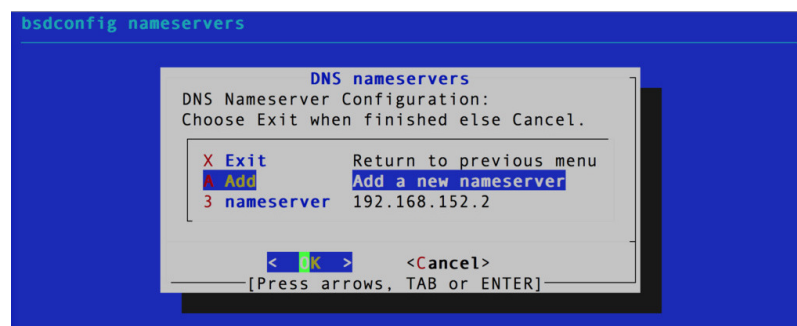 bsdconfig nameservers
DNS nameservers
DNS Nameserver Configuration:
Choose Exit when finished else Cancel.
X Exit Return to previous menu
A Add Add a new nameserver
3 nameserver 192.168.152.2
< OK > <Cancel>
[Press arrows, TAB or ENTER]